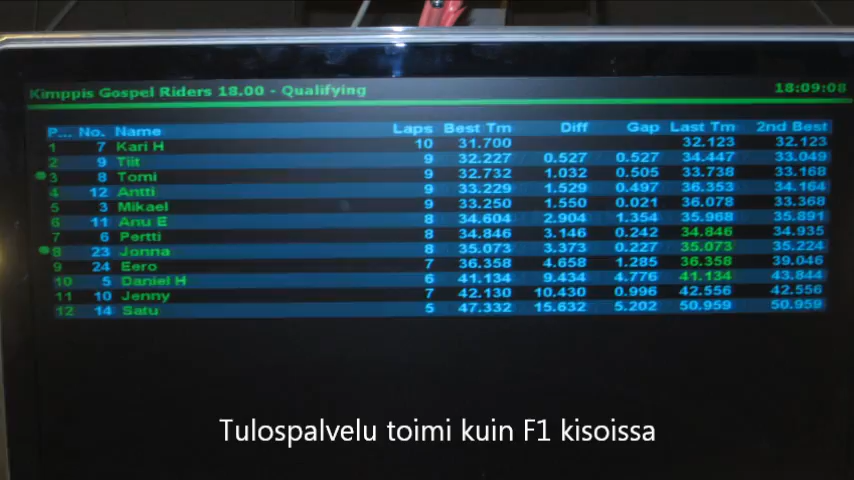 Kimppis Gospel Riders 18.00 - Qualifying 18:09:08
P... No. Name Laps Best Tm Diff Gap Last Tm 2nd Best
1 7 Kari H 10 31.700 32.123 32.123
2 9 Tiit 9 32.227 0.527 0.527 34.447 33.049
3 8 Tomi 9 32.732 1.032 0.505 33.738 33.168
4 12 Antti 9 33.229 1.529 0.497 36.353 34.164
5 3 Mikael 9 33.250 1.550 0.021 36.078 33.368
6 11 Anu E 8 34.604 2.904 1.354 35.968 35.891
7 6 Pertti 8 34.846 3.146 0.242 34.846 34.935
8 23 Jonna 8 35.073 3.373 0.227 35.073 35.224
9 24 Eero 7 36.358 4.658 1.285 36.358 39.046
10 5 Daniel H 6 41.134 9.434 4.776 41.134 43.844
11 10 Jenny 7 42.130 10.430 0.996 42.556 42.556
12 14 Satu 5 47.332 15.632 5.202 50.959 50.959
Tulospalvelu toimi kuin F1 kisoissa